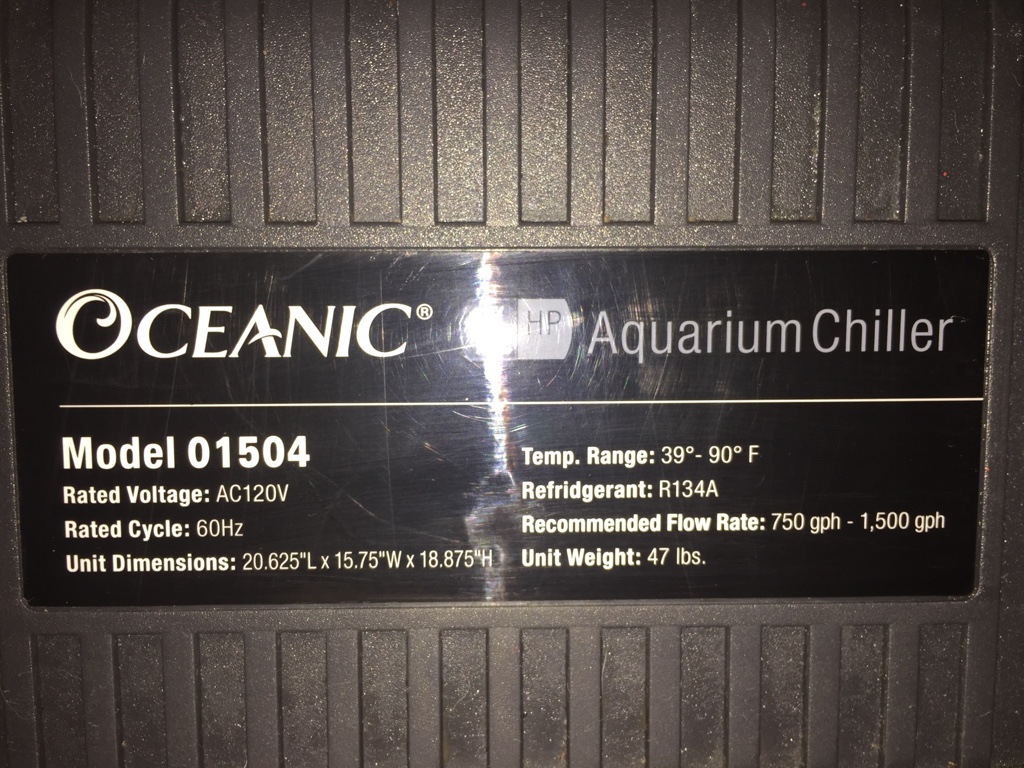 OCEANIC® HP Aquarium Chiller
Model 01504
Rated Voltage: AC120V
Rated Cycle: 60Hz
Unit Dimensions: 20.625"L x 15.75"W x 18.875"H
Temp. Range: 39°- 90° F
Refridgerant: R134A
Recommended Flow Rate: 750 gph - 1,500 gph
Unit Weight: 47 lbs.